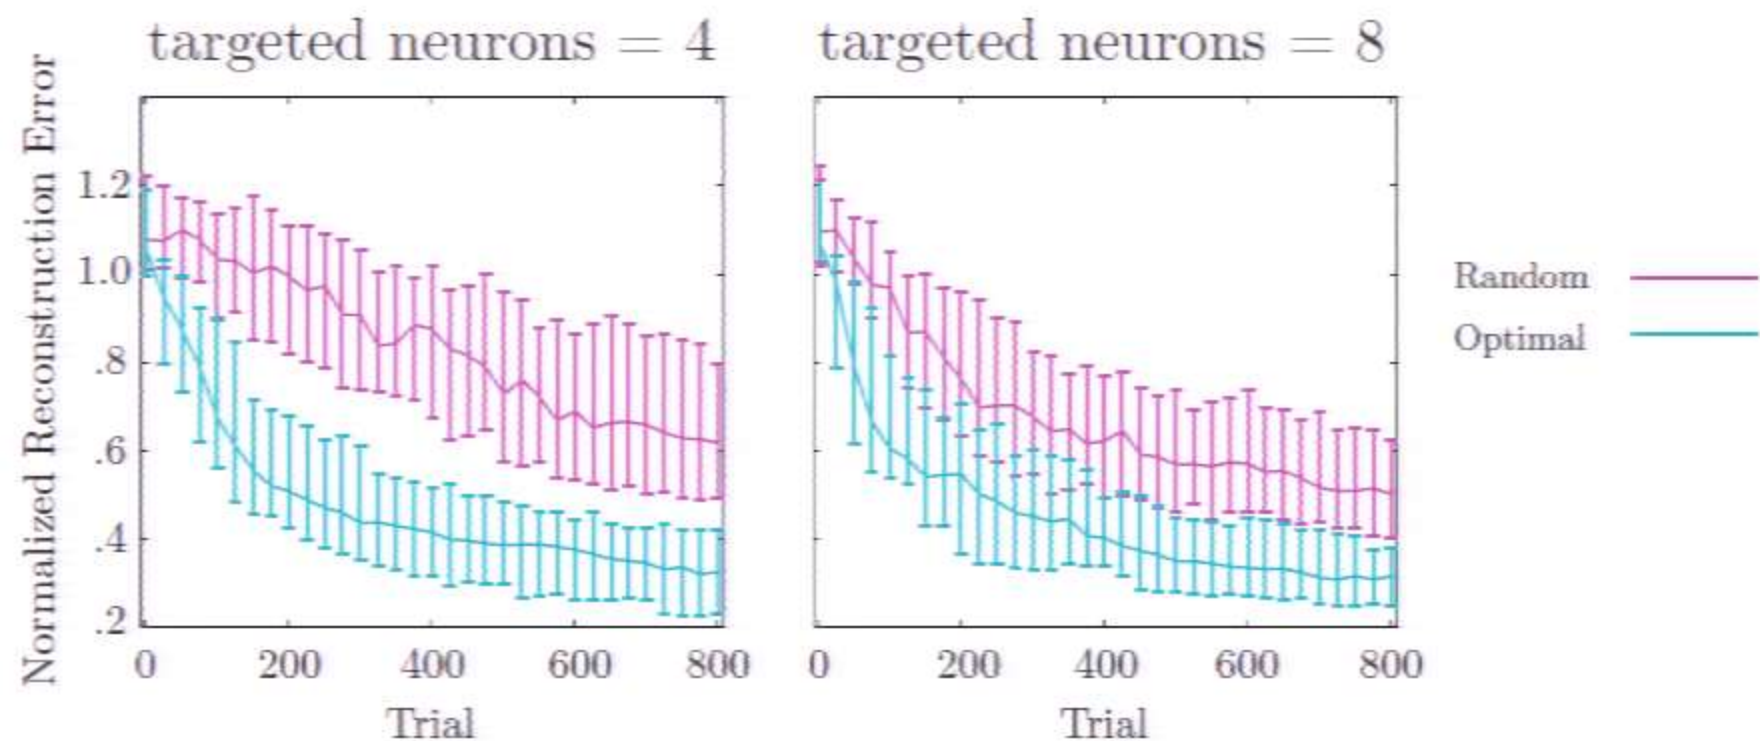 targeted neurons = 4
targeted neurons = 8
Normalized Reconstruction Error
1.2
1.0
.8
.6
.4
.2
0 200 400 600 800
0 200 400 600 800
Trial
Trial
Random
Optimal